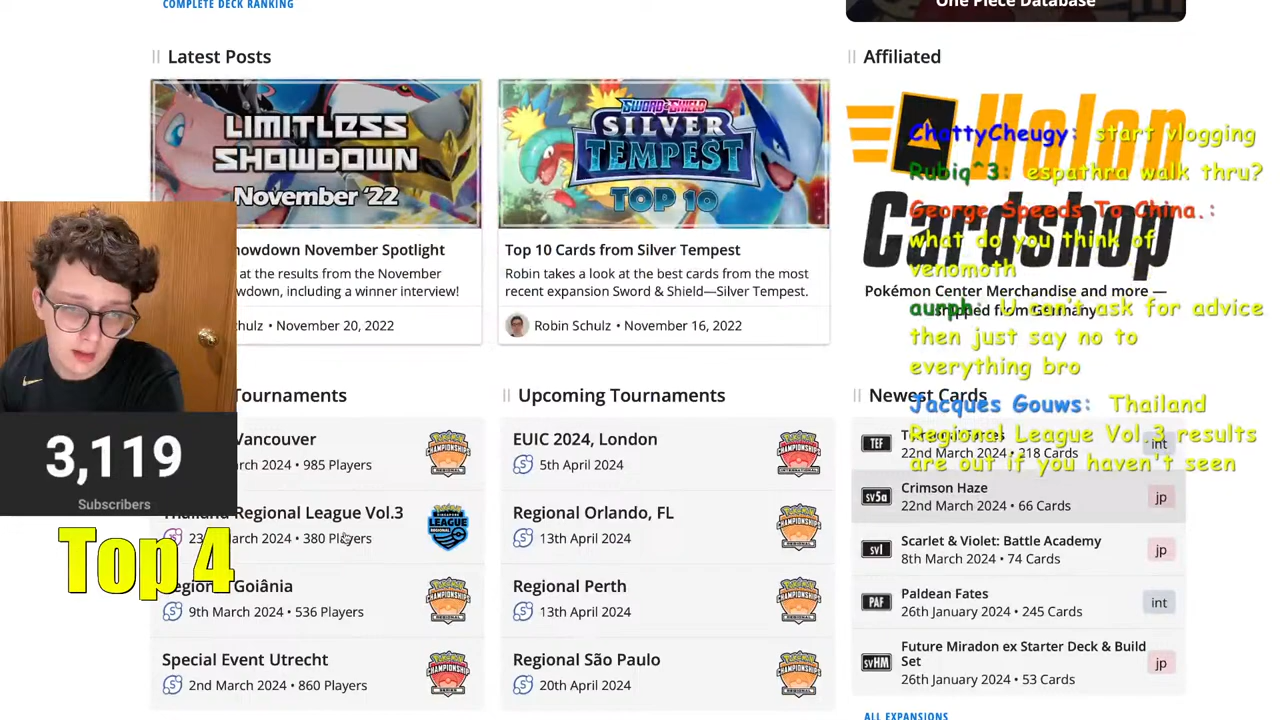 COMPLETE DECK RANKING
One Piece Database
Latest Posts
LIMITLESS
SHOWDOWN
November '22
howdown November Spotlight
at the results from the November
wdown, including a winner interview!
chulz • November 20, 2022
SWORD & SHIELD
SILVER
TEMPEST
TOP 10
Top 10 Cards from Silver Tempest
Robin takes a look at the best cards from the most
recent expansion Sword & Shield—Silver Tempest.
Robin Schulz • November 16, 2022
Affiliated
Holon
Cardshop
Pokémon Center Merchandise and more —
shipped from Germany
ChattyCheugy: start vlogging
Rubiq^3: espathra walk thru?
George Speeds To China.:
what do you think of
venomoth
aurph: U can't ask for advice
then just say no to
everything bro
Jacques Gouws: Thailand
Regional League Vol.3 results
are out if you haven't seen
3,119
Subscribers
Top 4
Tournaments
Vancouver
March 2024 • 985 Players
Thailand Regional League Vol.3
23 March 2024 • 380 Players
LEAGUE
Regional Goiânia
9th March 2024 • 536 Players
Special Event Utrecht
2nd March 2024 • 860 Players
Upcoming Tournaments
EUIC 2024, London
5th April 2024
Regional Orlando, FL
13th April 2024
Regional Perth
13th April 2024
Regional São Paulo
20th April 2024
Newest Cards
TEF
22nd March 2024 • 218 Cards
int
sv5a
Crimson Haze
22nd March 2024 • 66 Cards
jp
svI
Scarlet & Violet: Battle Academy
8th March 2024 • 74 Cards
jp
PAF
Paldean Fates
26th January 2024 • 245 Cards
int
svHM
Future Miradon ex Starter Deck & Build
Set
26th January 2024 • 53 Cards
jp
ALL EXPANSIONS